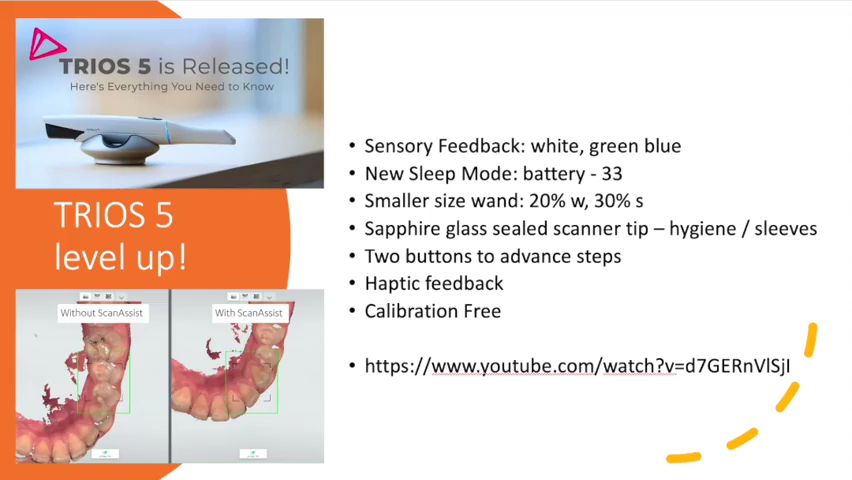 TRIOS 5 is Released!
Here's Everything You Need to Know
TRIOS 5
level up!
Without ScanAssist
With ScanAssist
• Sensory Feedback: white, green blue
• New Sleep Mode: battery - 33
• Smaller size wand: 20% w, 30% s
• Sapphire glass sealed scanner tip – hygiene / sleeves
• Two buttons to advance steps
• Haptic feedback
• Calibration Free
• https://www.youtube.com/watch?v=d7GERnVlSjI